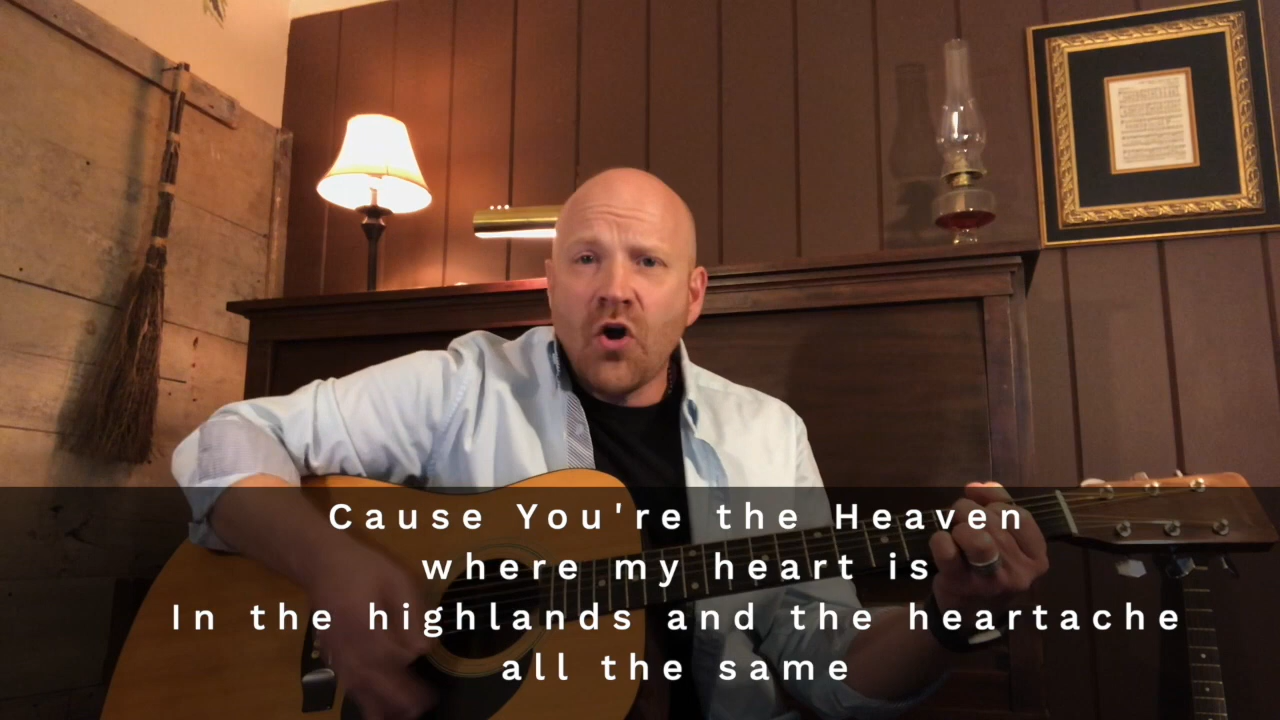 Cause You're the Heaven
where my heart is
In the highlands and the heartache
all the same